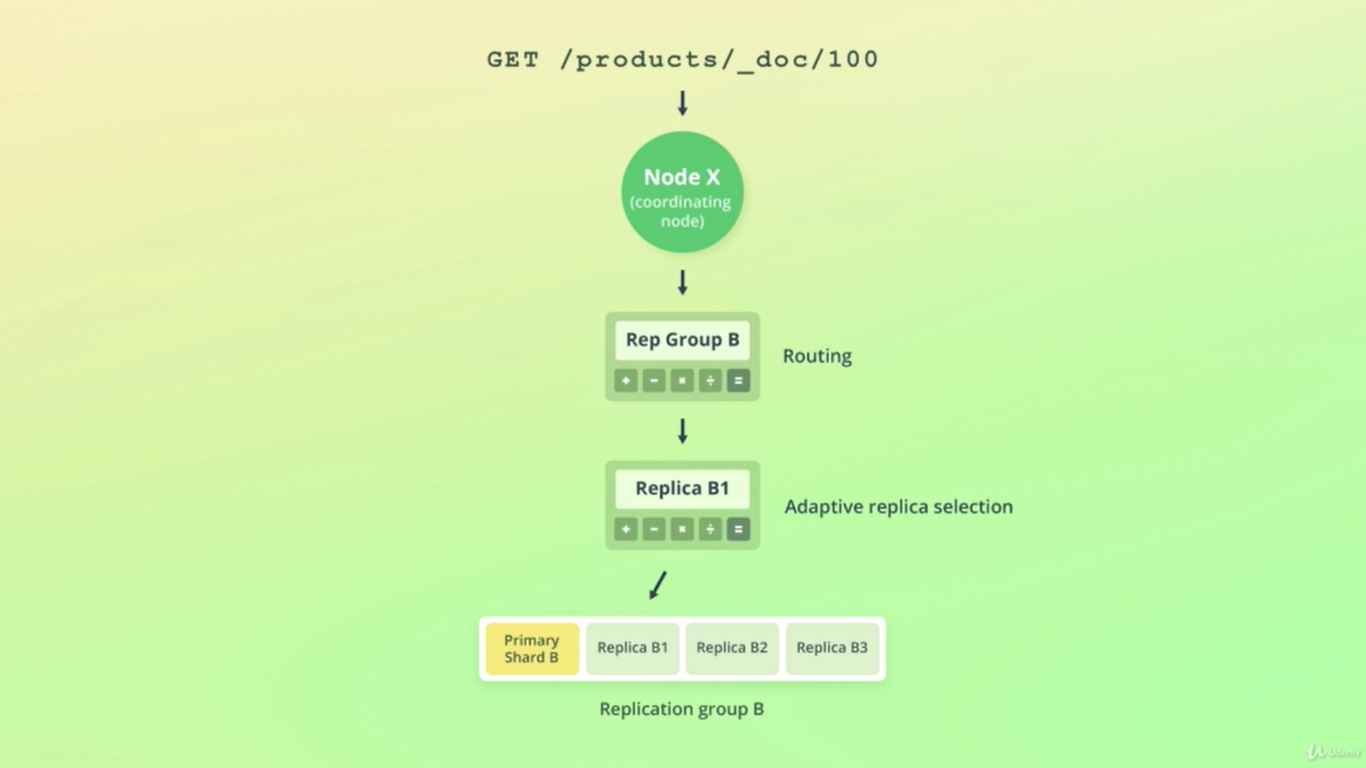 GET /products/_doc/100
Node X
(coordinating
node)
Rep Group B
+ − × ÷ =
Routing
Replica B1
+ − × ÷ =
Adaptive replica selection
Primary
Shard B
Replica B1
Replica B2
Replica B3
Replication group B
Udemy